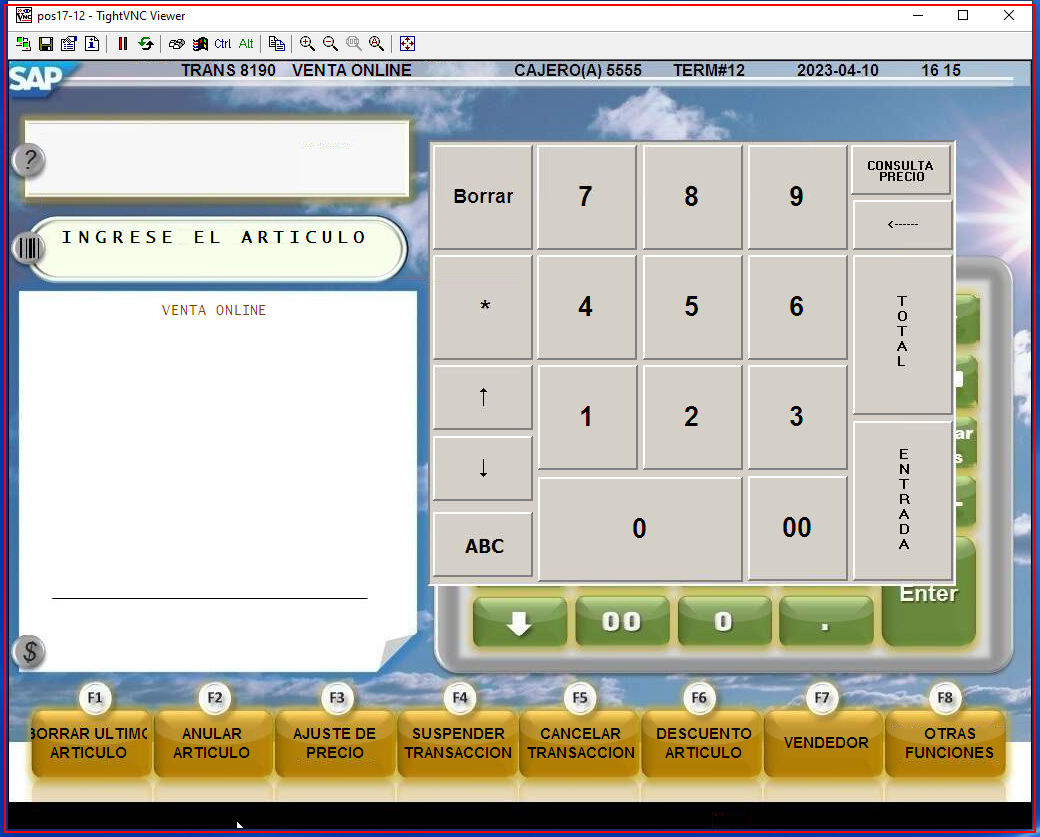 pos17-12 - TightVNC Viewer
Ctrl Alt
SAP
TRANS 8190 VENTA ONLINE CAJERO(A) 5555 TERM#12 2023-04-10 16 15
?
INGRESE EL ARTICULO
VENTA ONLINE
$
Borrar
7
8
9
CONSULTA
PRECIO
<------
*
4
5
6
TOTAL
↑
1
2
3
↓
ENTRADA
ABC
0
00
ar
s
Enter
00
0
.
F1
F2
F3
F4
F5
F6
F7
F8
BORRAR ULTIMO
ARTICULO
ANULAR
ARTICULO
AJUSTE DE
PRECIO
SUSPENDER
TRANSACCION
CANCELAR
TRANSACCION
DESCUENTO
ARTICULO
VENDEDOR
OTRAS
FUNCIONES